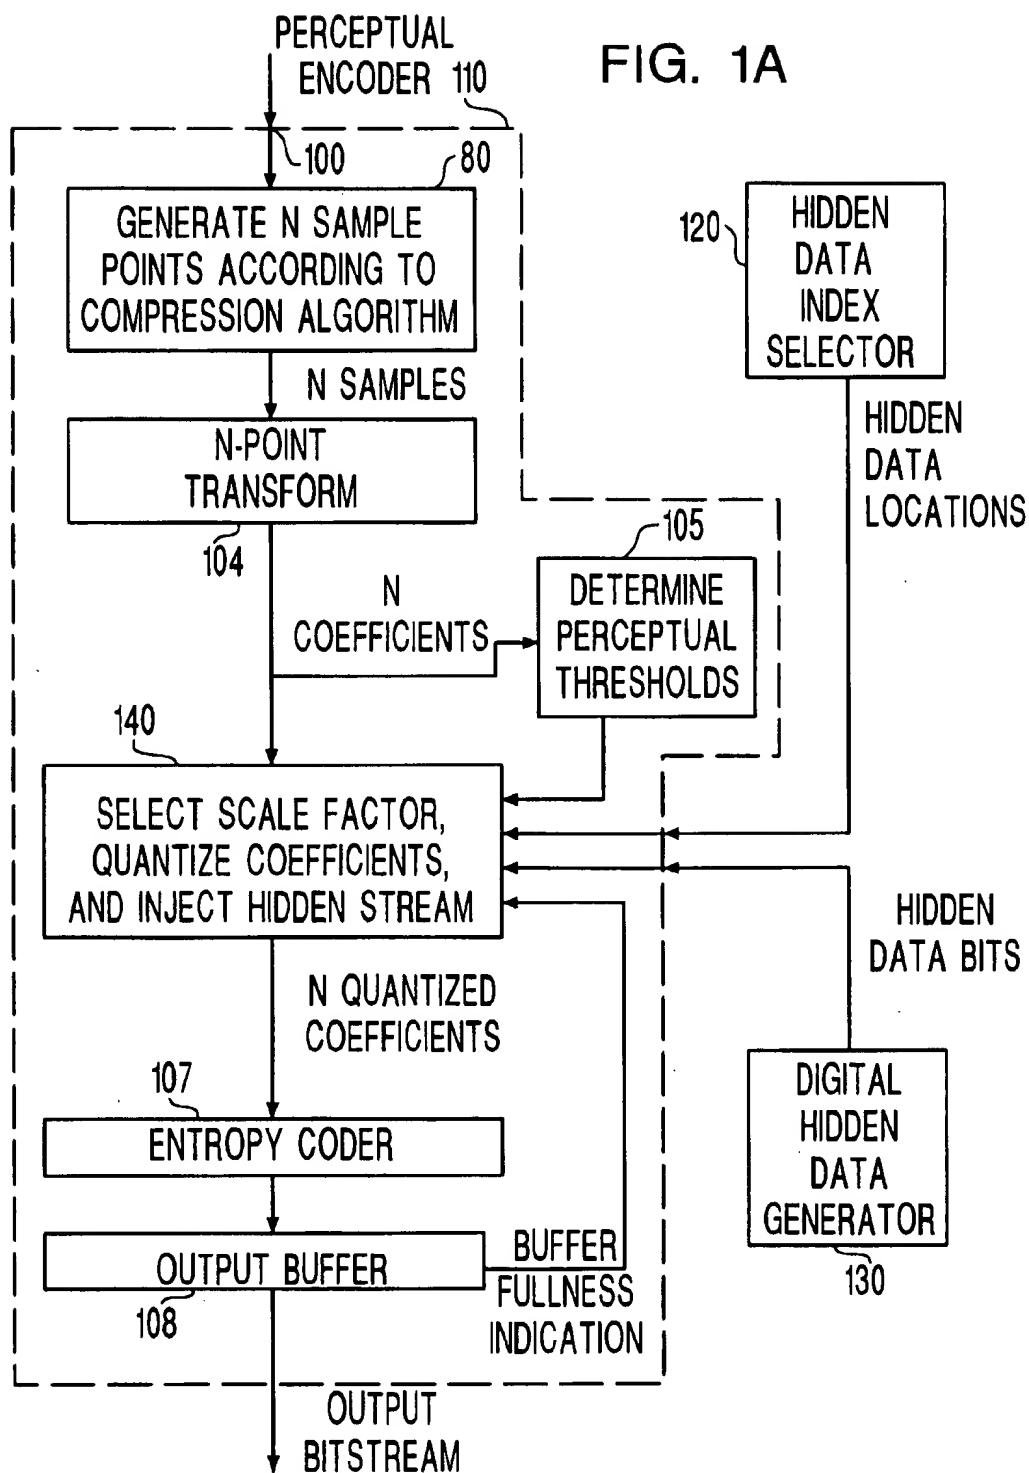 PERCEPTUAL
ENCODER
FIG. 1A
110
100
80
GENERATE N SAMPLE
POINTS ACCORDING TO
COMPRESSION ALGORITHM
N SAMPLES
N-POINT
TRANSFORM
104
120
HIDDEN
DATA
INDEX
SELECTOR
HIDDEN
DATA
LOCATIONS
N
COEFFICIENTS
105
DETERMINE
PERCEPTUAL
THRESHOLDS
140
SELECT SCALE FACTOR,
QUANTIZE COEFFICIENTS,
AND INJECT HIDDEN STREAM
HIDDEN
DATA BITS
N QUANTIZED
COEFFICIENTS
107
ENTROPY CODER
DIGITAL
HIDDEN
DATA
GENERATOR
130
OUTPUT BUFFER
108
BUFFER
FULLNESS
INDICATION
OUTPUT
BITSTREAM